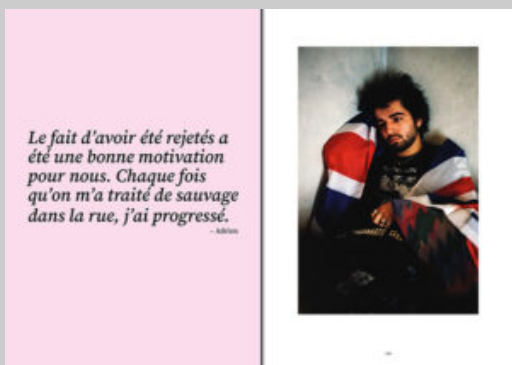 Le fait d'avoir été rejetés a
été une bonne motivation
pour nous. Chaque fois
qu'on m'a traité de sauvage
dans la rue, j'ai progressé.
– Adrien